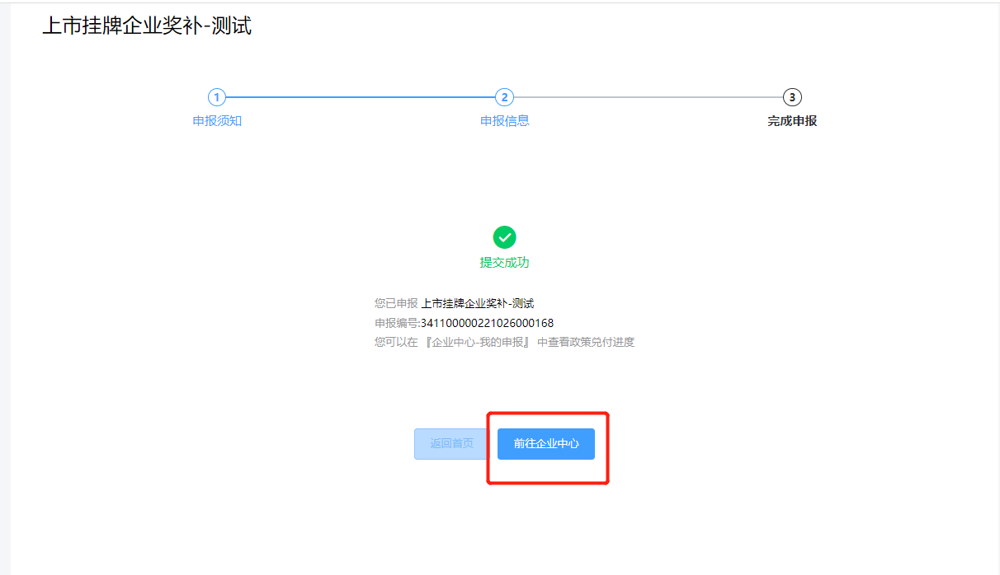 上市挂牌企业奖补-测试
1 2 3
申报须知 申报信息 完成申报
提交成功
您已申报 上市挂牌企业奖补-测试
申报编号:341100000221026000168
您可以在 『企业中心-我的申报』 中查看政策兑付进度
返回首页 前往企业中心